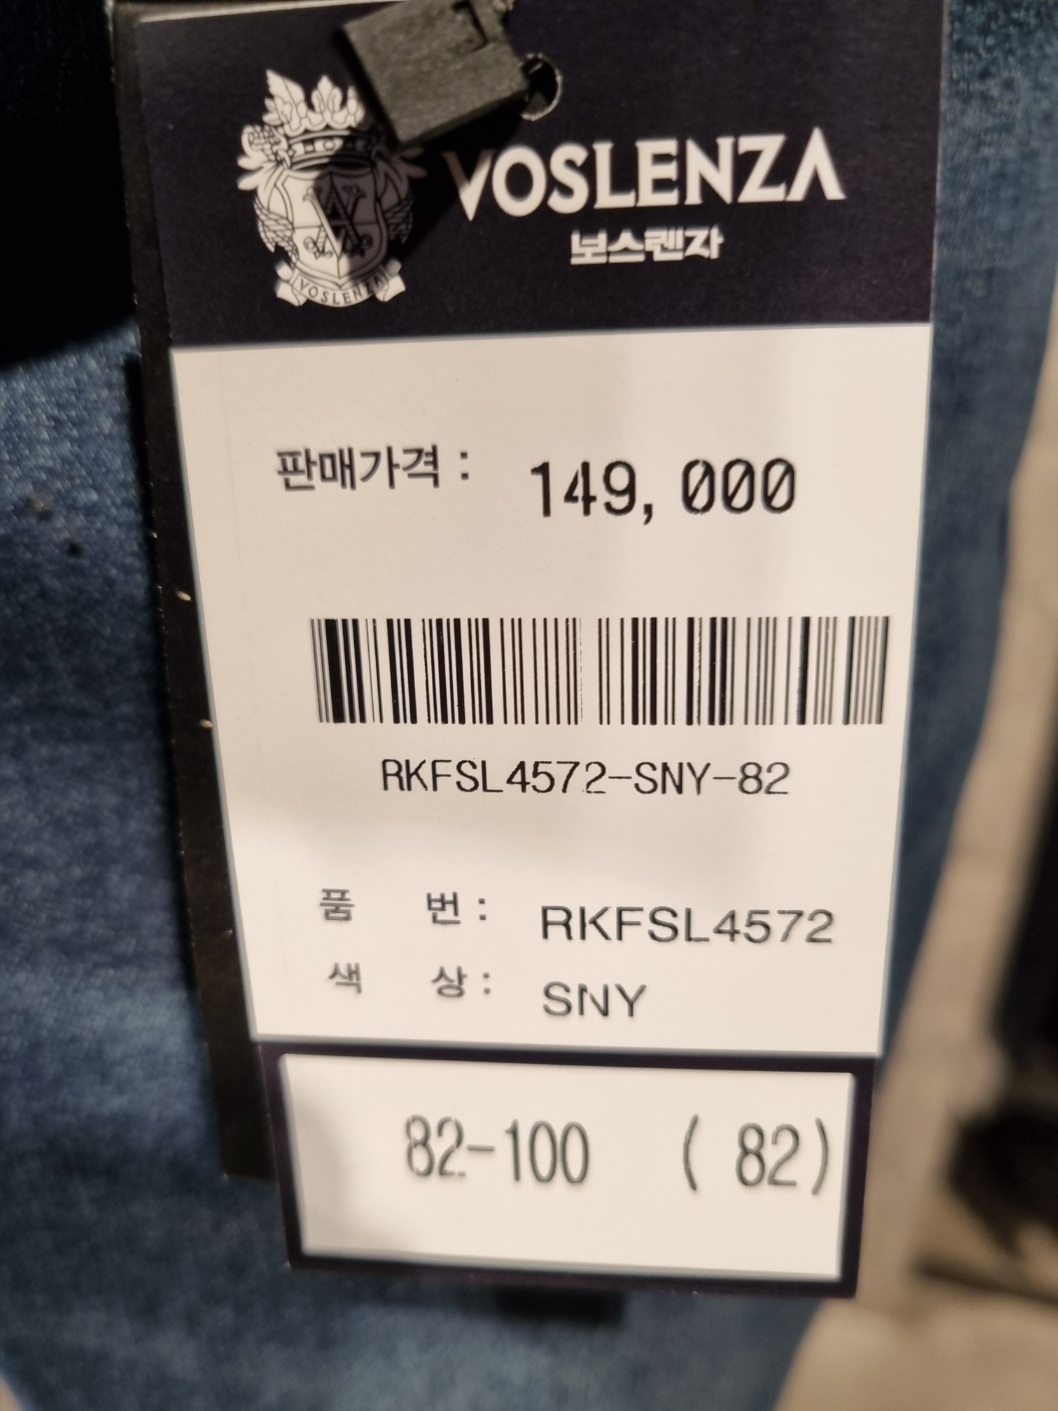 VOSLENZA
보스렌자
VOSLENZA
판매가격 : 149, 000
RKFSL4572-SNY-82
품 번 : RKFSL4572
색 상 : SNY
82-100 ( 82)